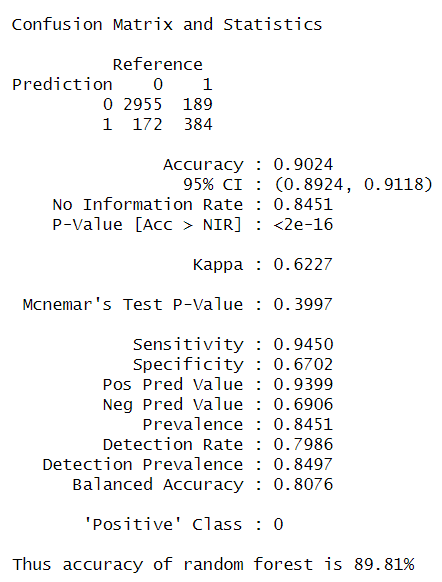 Confusion Matrix and Statistics
Reference
Prediction 0 1
0 2955 189
1 172 384
Accuracy : 0.9024
95% CI : (0.8924, 0.9118)
No Information Rate : 0.8451
P-Value [Acc > NIR] : <2e-16
Kappa : 0.6227
Mcnemar's Test P-Value : 0.3997
Sensitivity : 0.9450
Specificity : 0.6702
Pos Pred Value : 0.9399
Neg Pred Value : 0.6906
Prevalence : 0.8451
Detection Rate : 0.7986
Detection Prevalence : 0.8497
Balanced Accuracy : 0.8076
'Positive' Class : 0
Thus accuracy of random forest is 89.81%